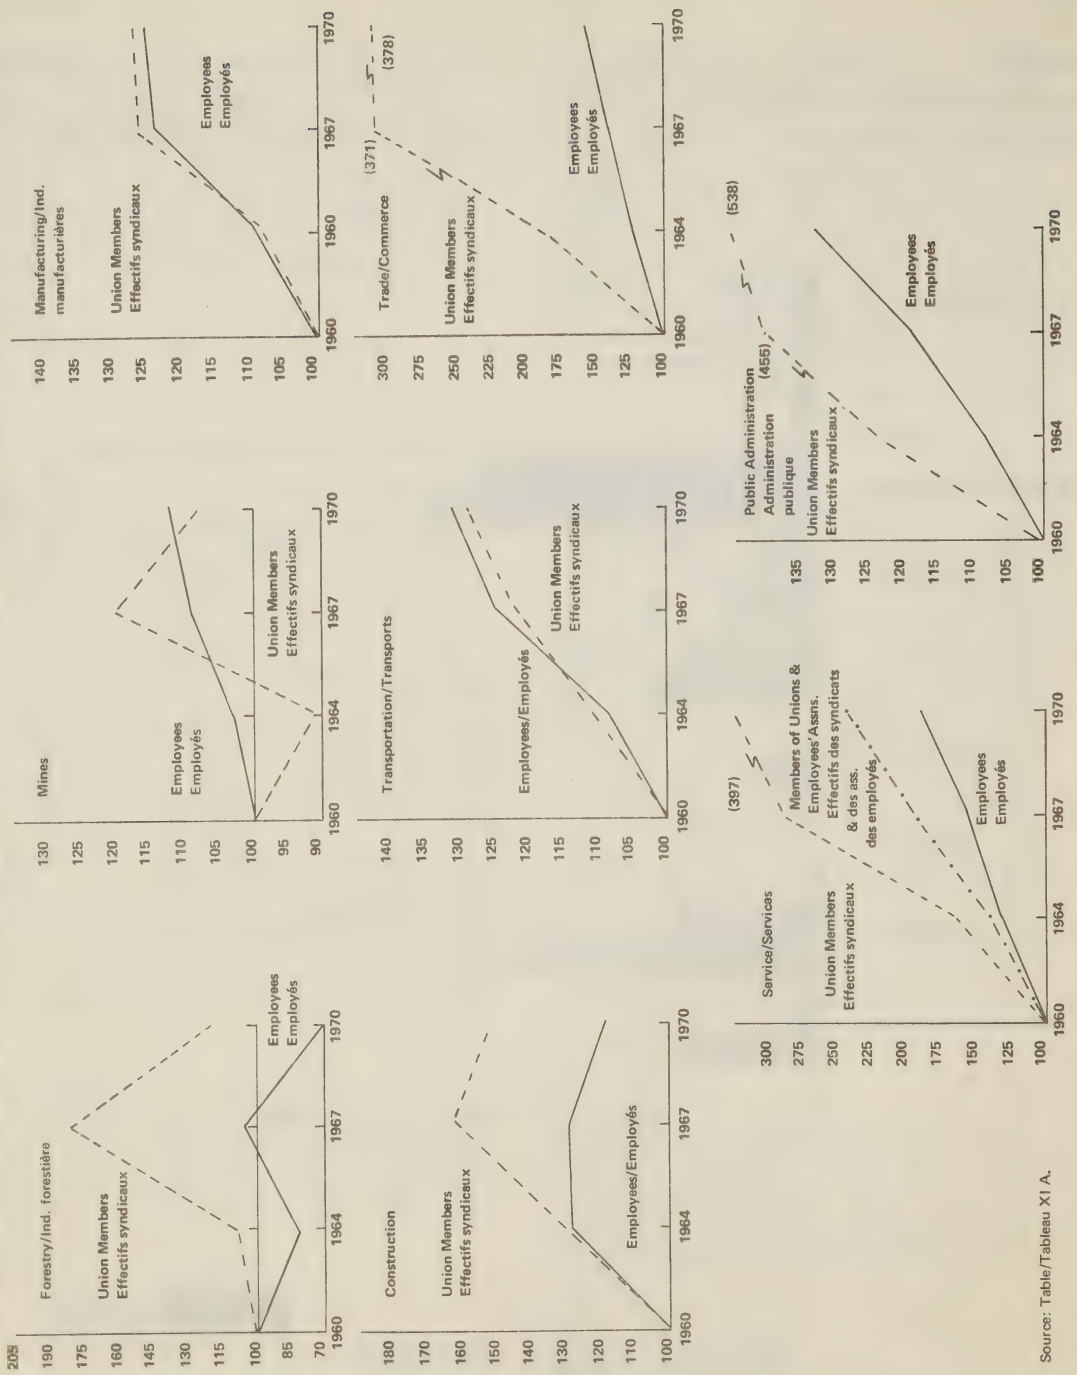 Forestry/Ind. forestière
205
190
175
160
145
130
115
100
85
70
Union Members
Effectifs syndicaux
Employees
Employés
1960
1964
1967
1970
Mines
130
125
120
115
110
105
100
95
90
Employees
Employés
Union Members
Effectifs syndicaux
1960
1964
1967
1970
Manufacturing/Ind.
manufacturières
140
135
130
125
120
115
110
105
100
Union Members
Effectifs syndicaux
Employees
Employés
1960
1960
1967
1970
Construction
180
170
160
150
140
130
120
110
100
Union Members
Effectifs syndicaux
Employees/Employés
1960
1964
1967
1970
Transportation/Transports
140
135
130
125
120
115
110
105
100
Employees/Employés
Union Members
Effectifs syndicaux
1960
1964
1967
1970
Trade/Commerce
300
275
250
225
200
175
150
125
100
(371)
(378)
Union Members
Effectifs syndicaux
Employees
Employés
1960
1964
1967
1970
Service/Services
300
275
250
225
200
175
150
125
100
(397)
Union Members
Effectifs syndicaux
Members of Unions &
Employees'Assns.
Effectifs des syndicats
& des ass.
des employés
Employees
Employés
1960
1964
1967
1970
Public Administration
Administration
publique
(455)
(538)
135
130
125
120
115
110
105
100
Union Members
Effectifs syndicaux
Employees
Employés
1960
1964
1967
1970
Source: Table/Tableau XI A.